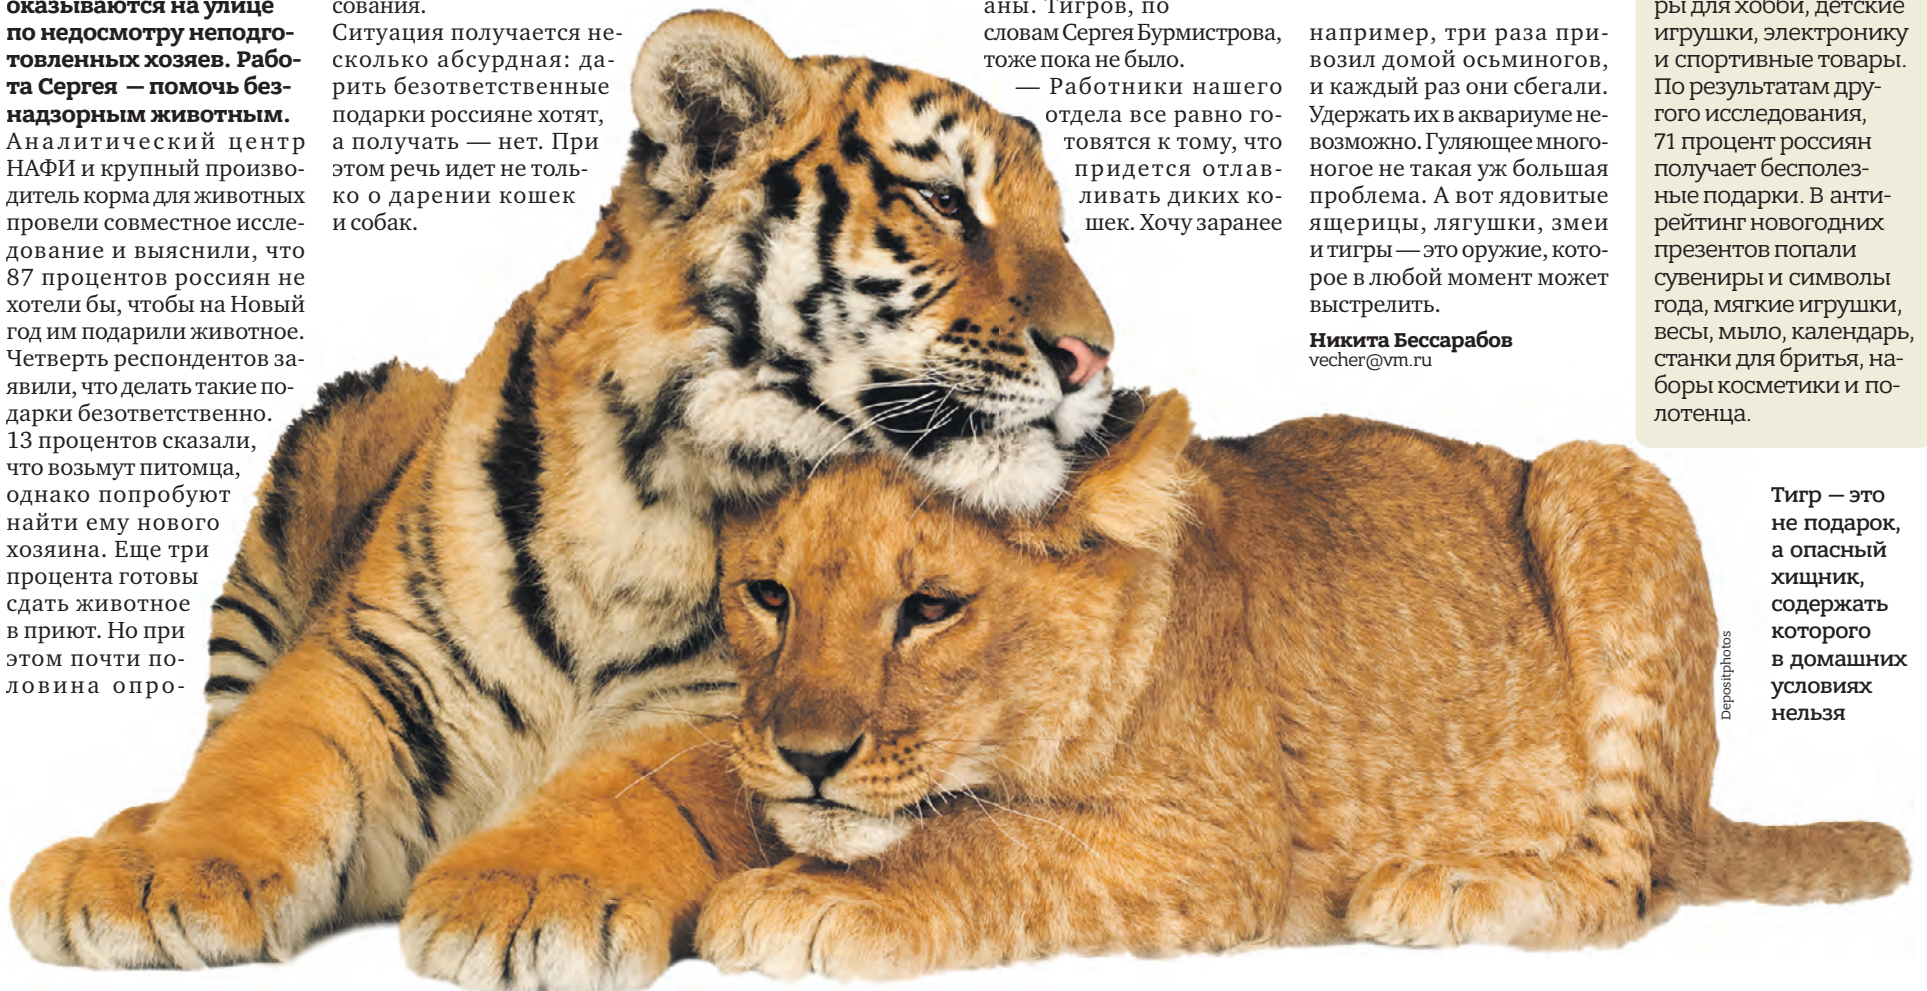 оказываются на улице
по недосмотру неподго-
товленных хозяев. Рабо-
та Сергея — помочь без-
надзорным животным.
Аналитический центр
НАФИ и крупный произво-
дитель корма для животных
провели совместное иссле-
дование и выяснили, что
87 процентов россиян не
хотели бы, чтобы на Новый
год им подарили животное.
Четверть респондентов за-
явили, что делать такие по-
дарки безответственно.
13 процентов сказали,
что возьмут питомца,
однако попробуют
найти ему нового
хозяина. Еще три
процента готовы
сдать животное
в приют. Но при
этом почти по-
ловина опро-
сования.
Ситуация получается не-
сколько абсурдная: да-
рить безответственные
подарки россияне хотят,
а получать — нет. При
этом речь идет не толь-
ко о дарении кошек
и собак.
аны. Тигров, по
словам Сергея Бурмистрова,
тоже пока не было.
— Работники нашего
отдела все равно го-
товятся к тому, что
придется отлав-
ливать диких ко-
шек. Хочу заранее
например, три раза при-
возил домой осьминогов,
и каждый раз они сбегали.
Удержать их в аквариуме не-
возможно. Гуляющее много-
ногое не такая уж большая
проблема. А вот ядовитые
ящерицы, лягушки, змеи
и тигры — это оружие, кото-
рое в любой момент может
выстрелить.
Никита Бессарабов
vecher@vm.ru
ры для хобби, детские
игрушки, электронику
и спортивные товары.
По результатам дру-
гого исследования,
71 процент россиян
получает бесполез-
ные подарки. В анти-
рейтинг новогодних
презентов попали
сувениры и символы
года, мягкие игрушки,
весы, мыло, календарь,
станки для бритья, на-
боры косметики и по-
лотенца.
Тигр — это
не подарок,
а опасный
хищник,
содержать
которого
в домашних
условиях
нельзя
Depositphotos